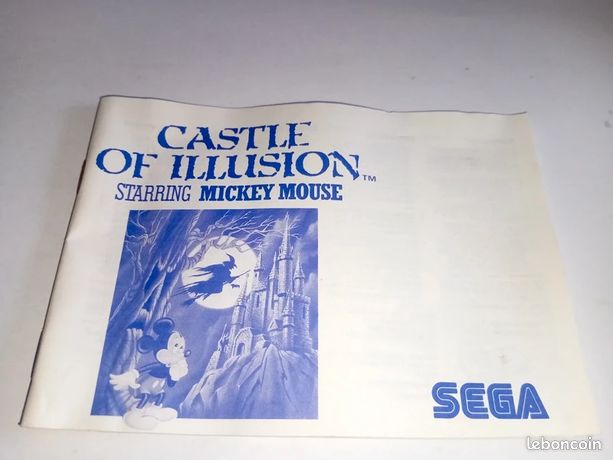 CASTLE
OF ILLUSION™
STARRING MICKEY MOUSE
SEGA
leboncoin